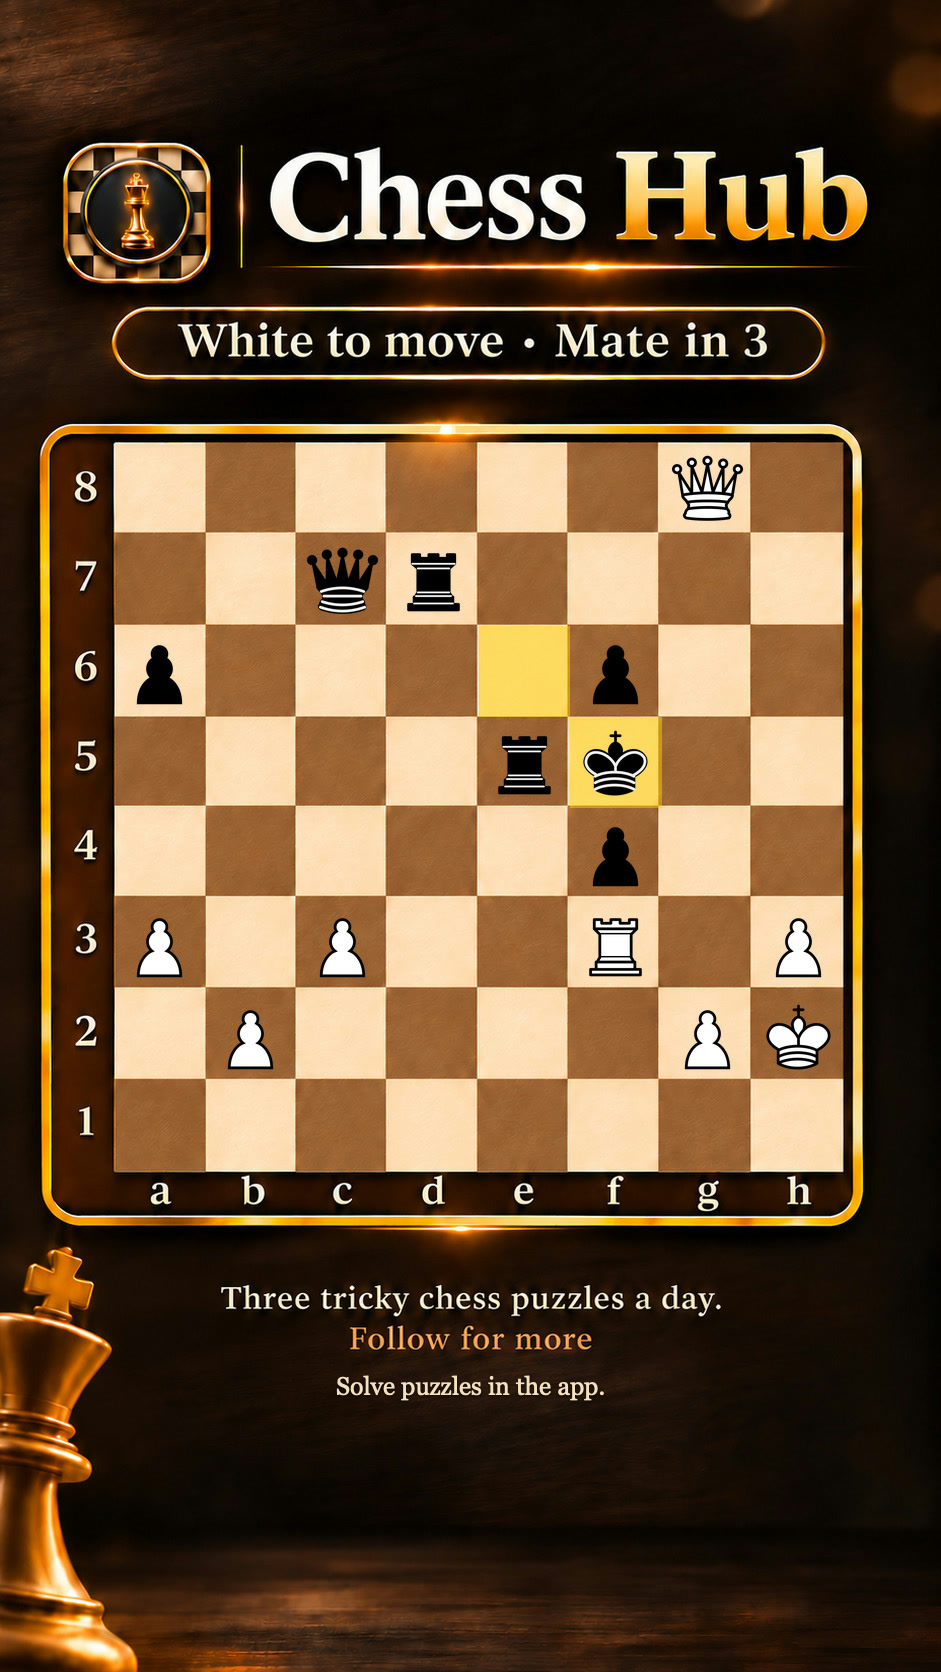 Chess Hub
White to move • Mate in 3
8
7
6
5
4
3
2
1
a b c d e f g h
Three tricky chess puzzles a day.
Follow for more
Solve puzzles in the app.